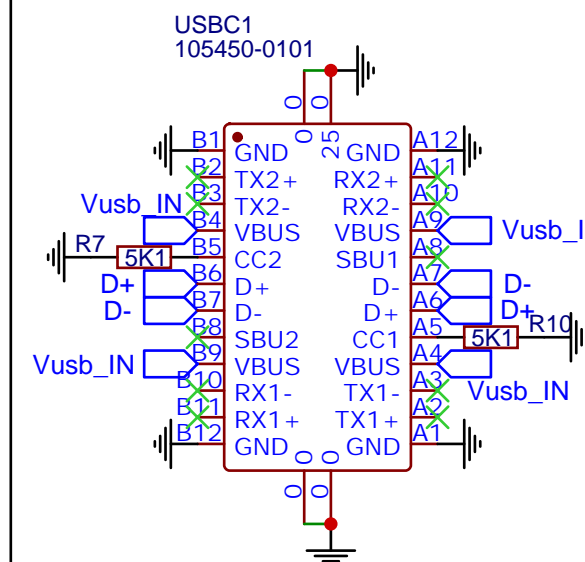 USBC1
105450-0101
0 0
0 25
B1 GND GND A12
B2 TX2+ RX2+ A11
B3 TX2- RX2- A10
Vusb_IN B4 VBUS VBUS A9 Vusb_I
R7 5K1 B5 CC2 SBU1 A8
D+ B6 D+ D- A7 D-
D- B7 D- D+ A6 D+
B8 SBU2 CC1 A5 5K1 R10
Vusb_IN B9 VBUS VBUS A4 Vusb_IN
B10 RX1- TX1- A3
B11 RX1+ TX1+ A2
B12 GND GND A1
0 0
0 0